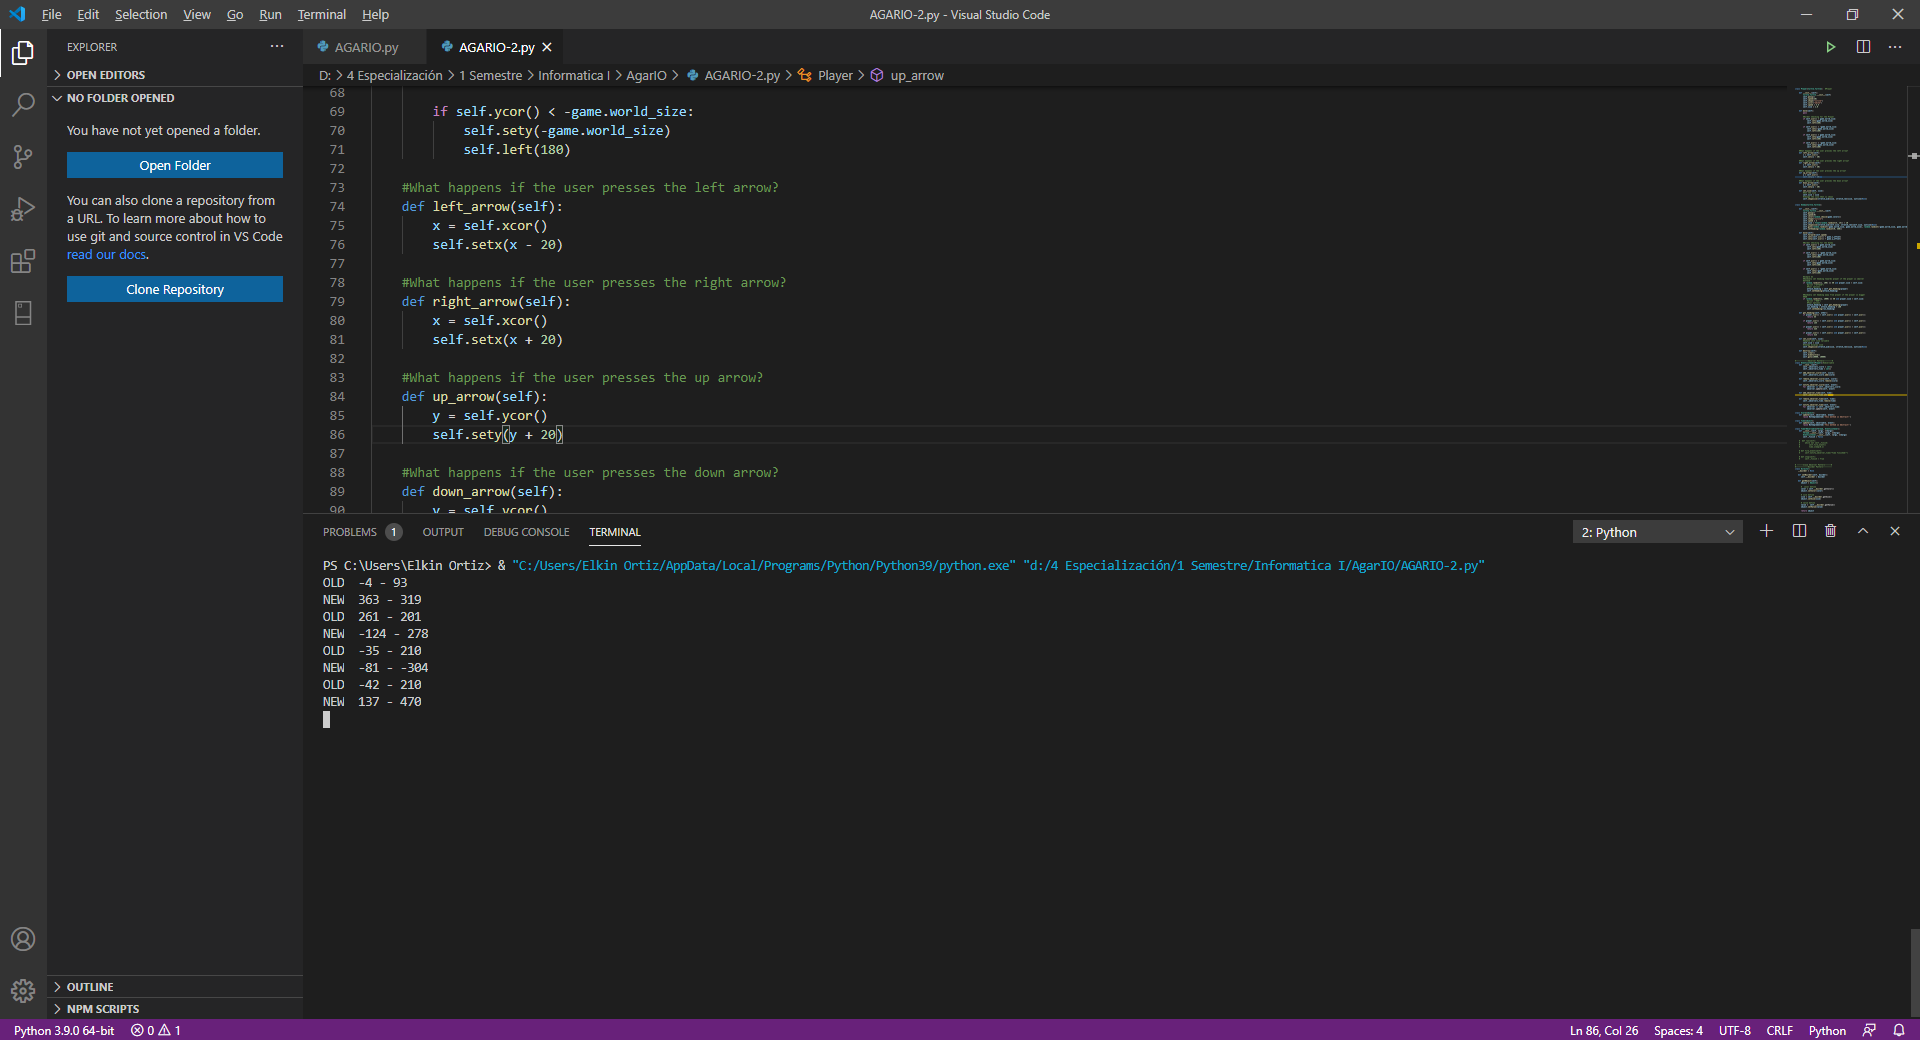 File Edit Selection View Go Run Terminal Help
AGARIO-2.py - Visual Studio Code
EXPLORER
OPEN EDITORS
NO FOLDER OPENED
You have not yet opened a folder.
Open Folder
You can also clone a repository from
a URL. To learn more about how to
use git and source control in VS Code
read our docs.
Clone Repository
OUTLINE
NPM SCRIPTS
AGARIO.py
AGARIO-2.py
D: > 4 Especialización > 1 Semestre > Informatica I > AgarIO > AGARIO-2.py > Player > up_arrow
68
69 if self.ycor() < -game.world_size:
70 self.sety(-game.world_size)
71 self.left(180)
72
73 #What happens if the user presses the left arrow?
74 def left_arrow(self):
75 x = self.xcor()
76 self.setx(x - 20)
77
78 #What happens if the user presses the right arrow?
79 def right_arrow(self):
80 x = self.xcor()
81 self.setx(x + 20)
82
83 #What happens if the user presses the up arrow?
84 def up_arrow(self):
85 y = self.ycor()
86 self.sety(y + 20)
87
88 #What happens if the user presses the down arrow?
89 def down_arrow(self):
90 y = self.ycor()
PROBLEMS 1 OUTPUT DEBUG CONSOLE TERMINAL
2: Python
PS C:\Users\Elkin Ortiz> & "C:/Users/Elkin Ortiz/AppData/Local/Programs/Python/Python39/python.exe" "d:/4 Especialización/1 Semestre/Informatica I/AgarIO/AGARIO-2.py"
OLD -4 - 93
NEW 363 - 319
OLD 261 - 201
NEW -124 - 278
OLD -35 - 210
NEW -81 - -304
OLD -42 - 210
NEW 137 - 470
Python 3.9.0 64-bit 0 1
Ln 86, Col 26 Spaces: 4 UTF-8 CRLF Python